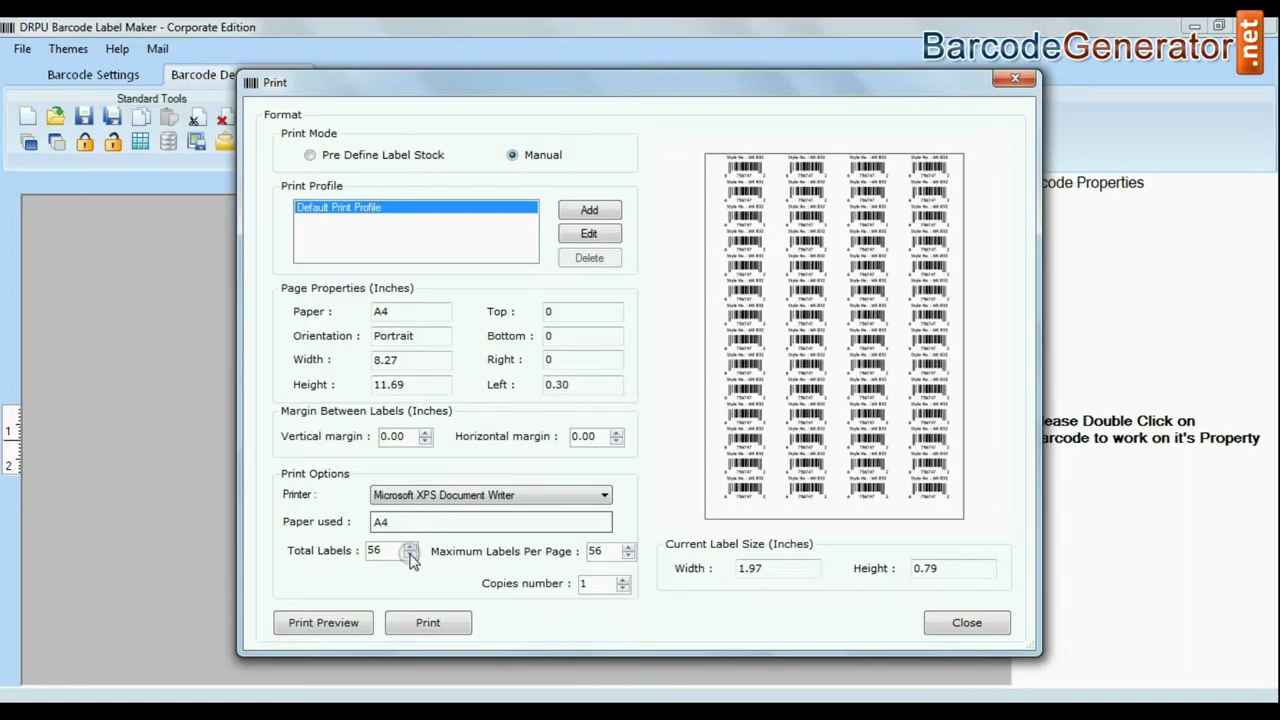 DRPU Barcode Label Maker - Corporate Edition
BarcodeGenerator.net
File Themes Help Mail
Barcode Settings Barcode De
Standard Tools
Print
Format
Print Mode
Pre Define Label Stock Manual
Print Profile
Default Print Profile
Add
Edit
Delete
Page Properties (Inches)
Paper : A4 Top : 0
Orientation : Portrait Bottom : 0
Width : 8.27 Right : 0
Height : 11.69 Left : 0.30
Margin Between Labels (Inches)
Vertical margin : 0.00 Horizontal margin : 0.00
Print Options
Printer : Microsoft XPS Document Writer
Paper used : A4
Total Labels : 56 Maximum Labels Per Page : 56
Copies number : 1
Print Preview Print Close
Current Label Size (Inches)
Width : 1.97 Height : 0.79
code Properties
ease Double Click on
arcode to work on it's Property
1
2